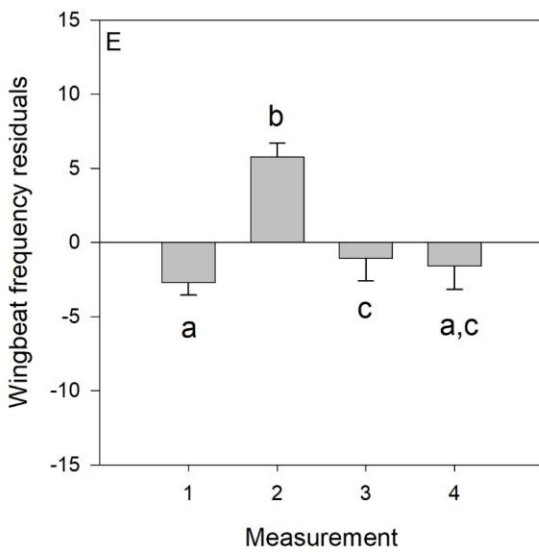 E
Wingbeat frequency residuals
15
10
5
0
-5
-10
-15
a
b
c
a,c
1 2 3 4
Measurement